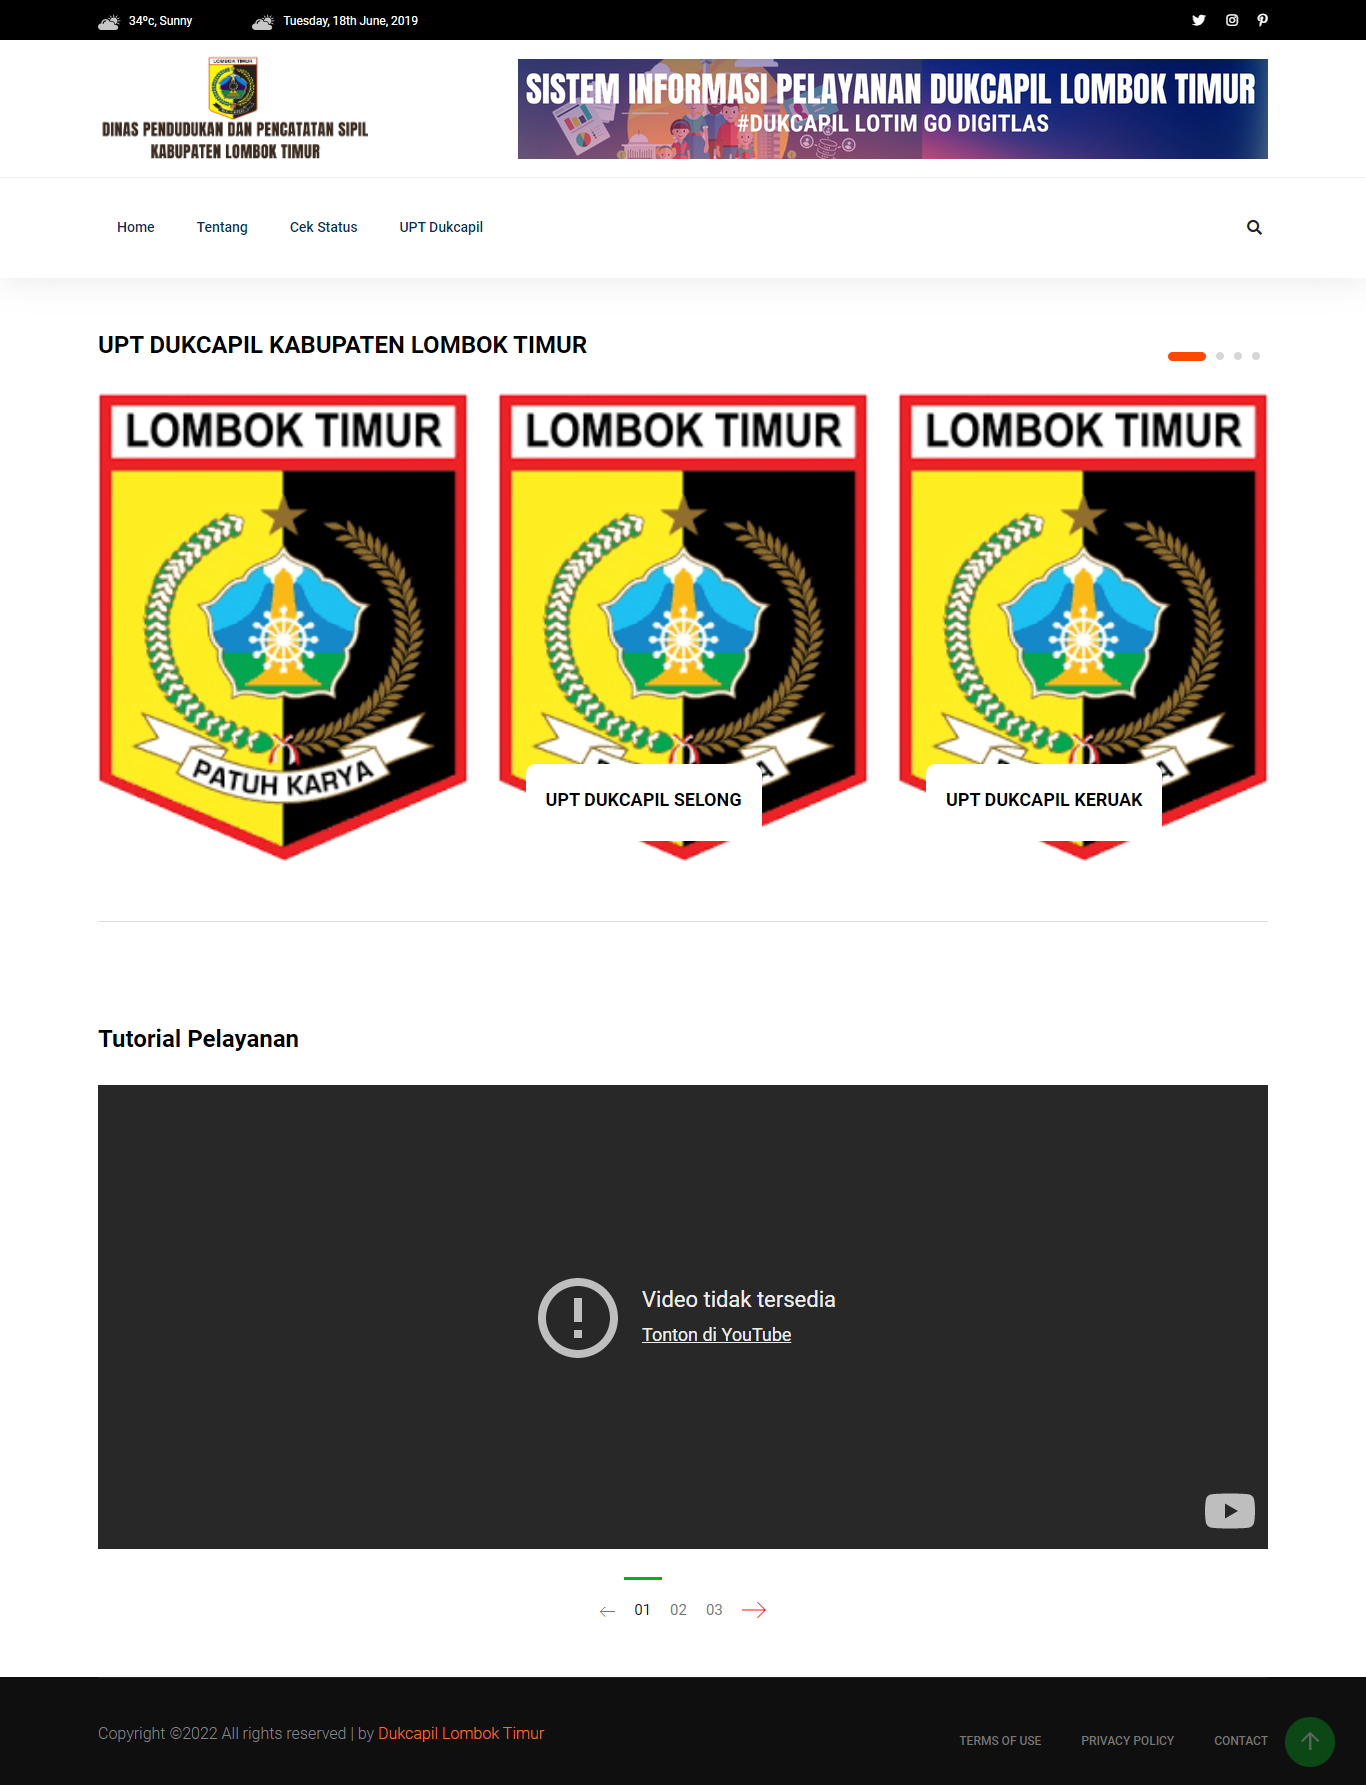 34ºc, Sunny
Tuesday, 18th June, 2019
LOMBOK TIMUR
DINAS PENDUDUKAN DAN PENCATATAN SIPIL
KABUPATEN LOMBOK TIMUR
SISTEM INFORMASI PELAYANAN DUKCAPIL LOMBOK TIMUR
#DUKCAPIL LOTIM GO DIGITLAS
Home
Tentang
Cek Status
UPT Dukcapil
UPT DUKCAPIL KABUPATEN LOMBOK TIMUR
LOMBOK TIMUR
PATUH KARYA
LOMBOK TIMUR
UPT DUKCAPIL SELONG
LOMBOK TIMUR
UPT DUKCAPIL KERUAK
Tutorial Pelayanan
Video tidak tersedia
Tonton di YouTube
01 02 03
Copyright ©2022 All rights reserved | by Dukcapil Lombok Timur
TERMS OF USE
PRIVACY POLICY
CONTACT